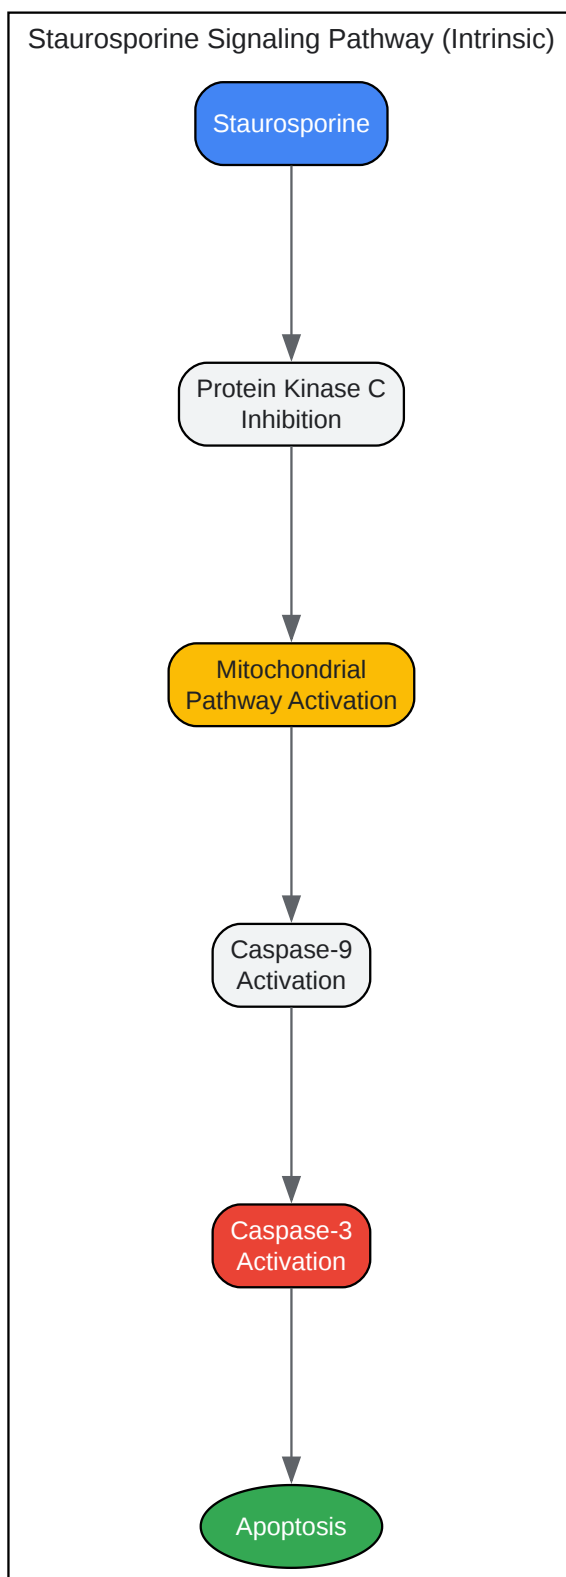 Staurosporine Signaling Pathway (Intrinsic)
Staurosporine
Protein Kinase C
Inhibition
Mitochondrial
Pathway Activation
Caspase-9
Activation
Caspase-3
Activation
Apoptosis